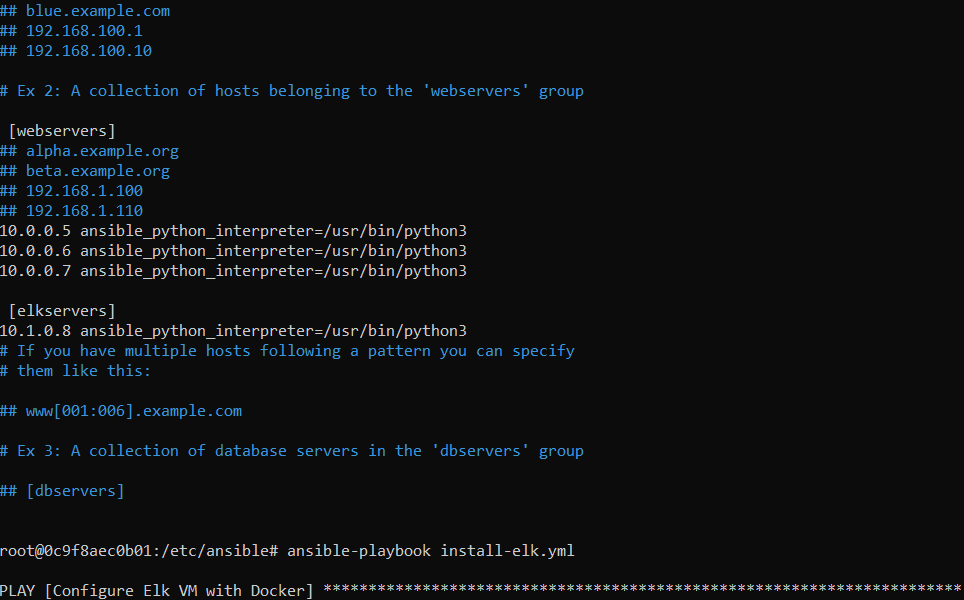 ## blue.example.com
## 192.168.100.1
## 192.168.100.10
# Ex 2: A collection of hosts belonging to the 'webservers' group
[webservers]
## alpha.example.org
## beta.example.org
## 192.168.1.100
## 192.168.1.110
10.0.0.5 ansible_python_interpreter=/usr/bin/python3
10.0.0.6 ansible_python_interpreter=/usr/bin/python3
10.0.0.7 ansible_python_interpreter=/usr/bin/python3
[elkservers]
10.1.0.8 ansible_python_interpreter=/usr/bin/python3
# If you have multiple hosts following a pattern you can specify
# them like this:
## www[001:006].example.com
# Ex 3: A collection of database servers in the 'dbservers' group
## [dbservers]
root@0c9f8aec0b01:/etc/ansible# ansible-playbook install-elk.yml
PLAY [Configure Elk VM with Docker] ***********************************************************************